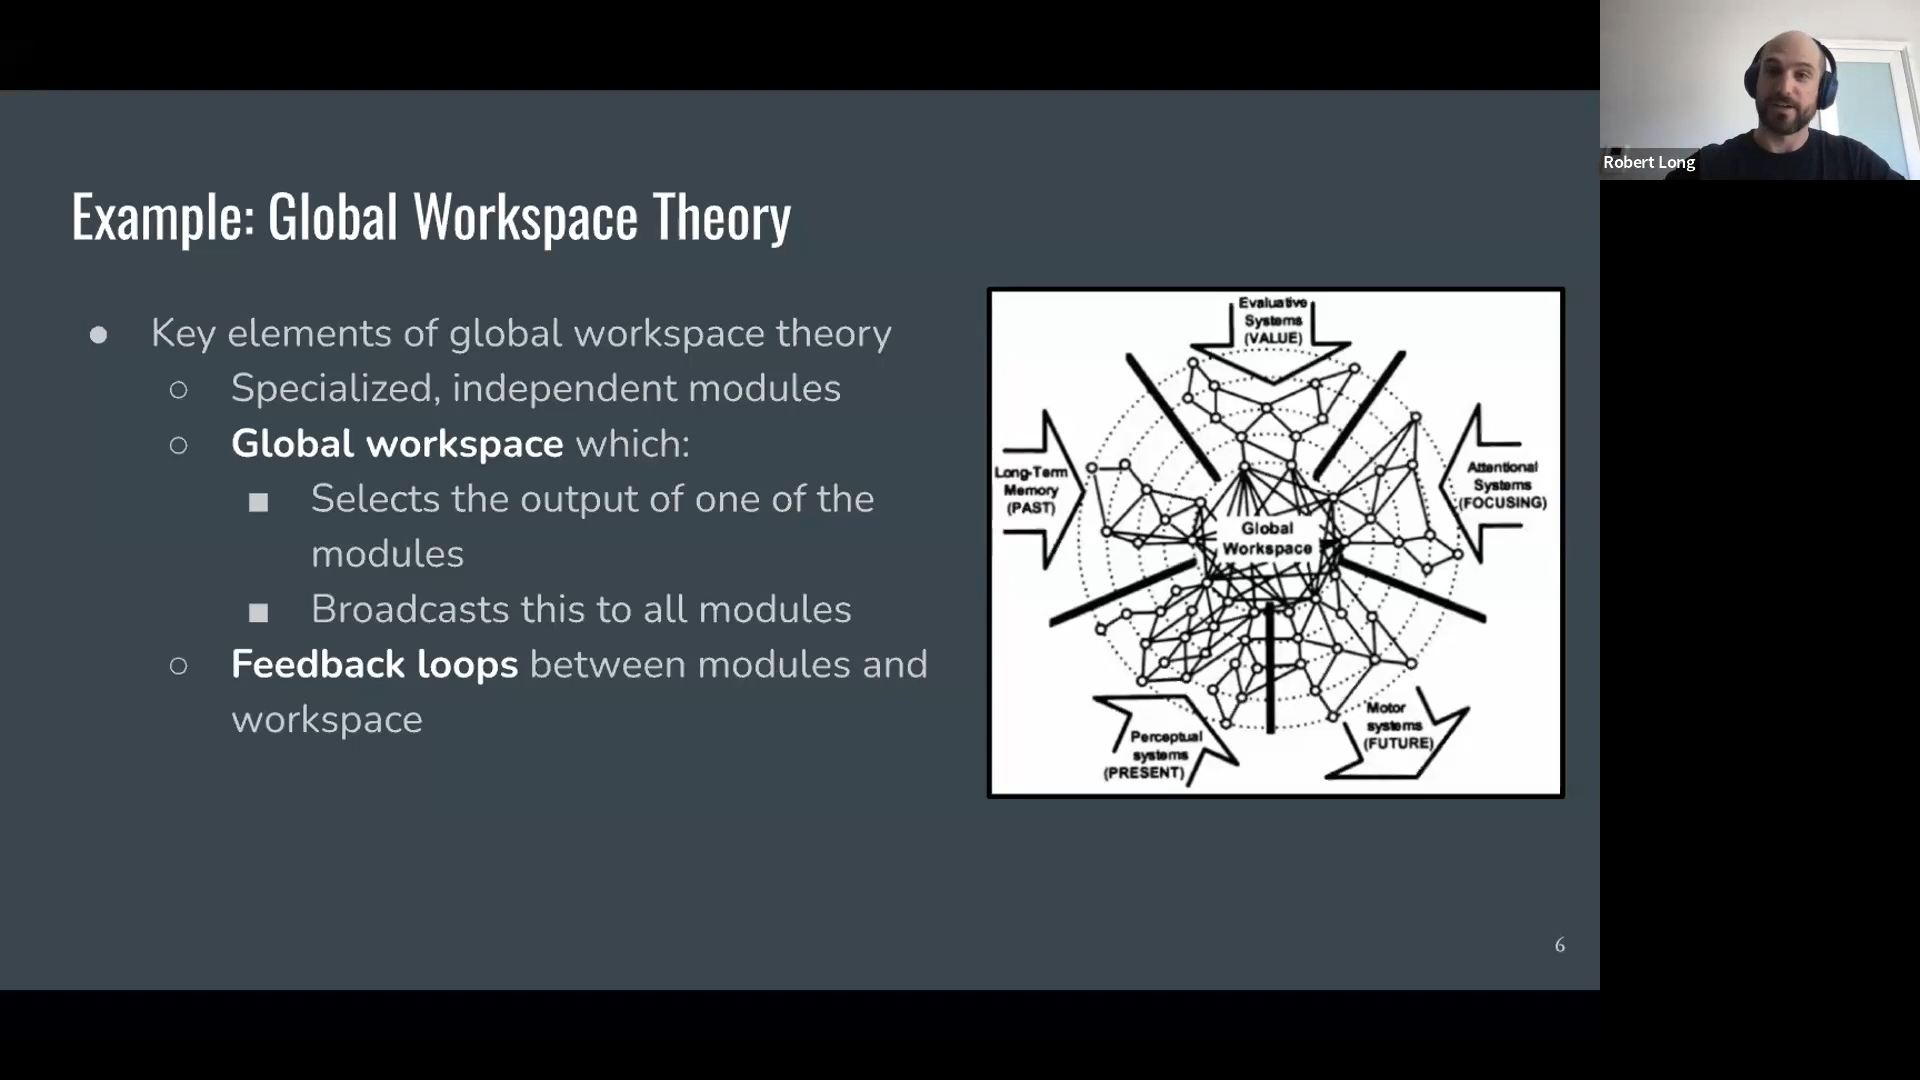 Robert Long
Example: Global Workspace Theory
● Key elements of global workspace theory
○ Specialized, independent modules
○ Global workspace which:
■ Selects the output of one of the
modules
■ Broadcasts this to all modules
○ Feedback loops between modules and
workspace
Evaluative
Systems
(VALUE)
Long-Term
Memory
(PAST)
Attentional
Systems
(FOCUSING)
Global
Workspace
Perceptual
systems
(PRESENT)
Motor
systems
(FUTURE)
6